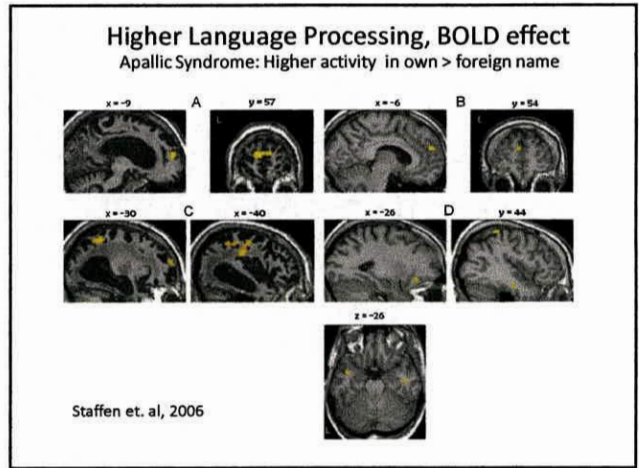 Higher Language Processing, BOLD effect
Apallic Syndrome: Higher activity in own > foreign name
x = -9 A y = 57 x = -6 B y = 54
L L
x = -30 C x = -40 x = -26 D y = 44
z = -26
L
Staffen et. al, 2006